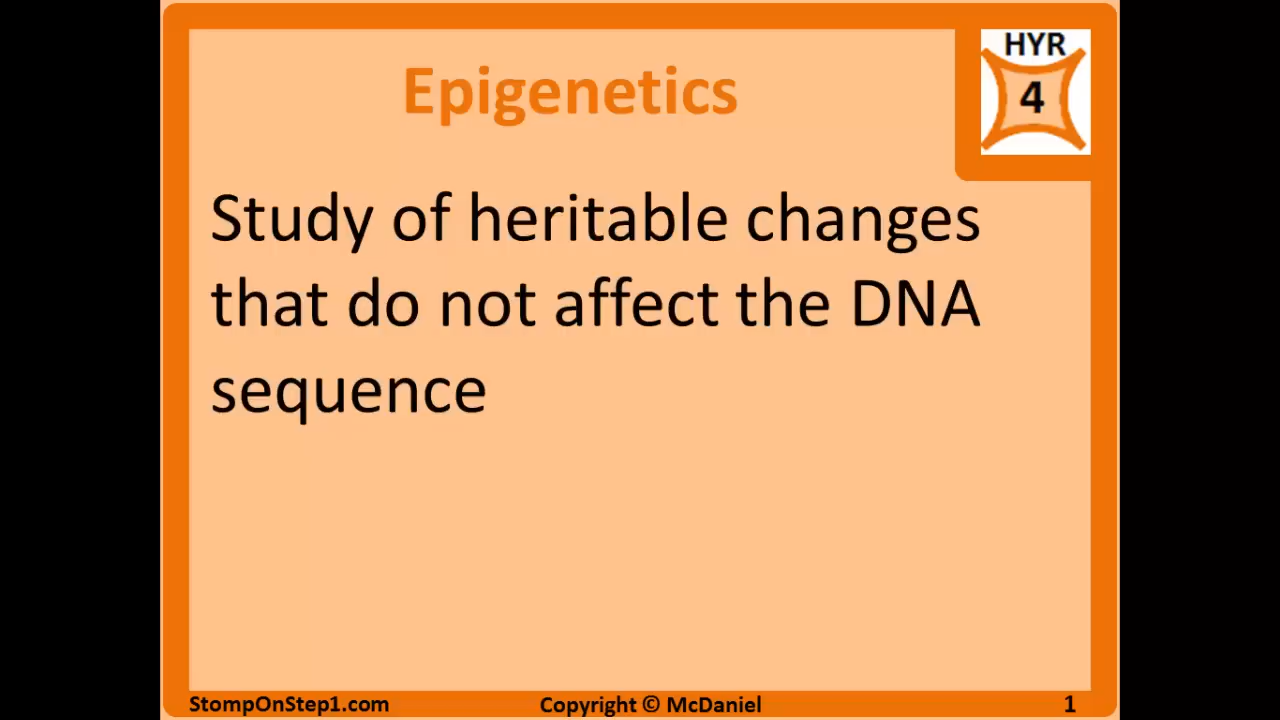 Epigenetics
HYR
4
Study of heritable changes
that do not affect the DNA
sequence
StompOnStep1.com
Copyright © McDaniel
1